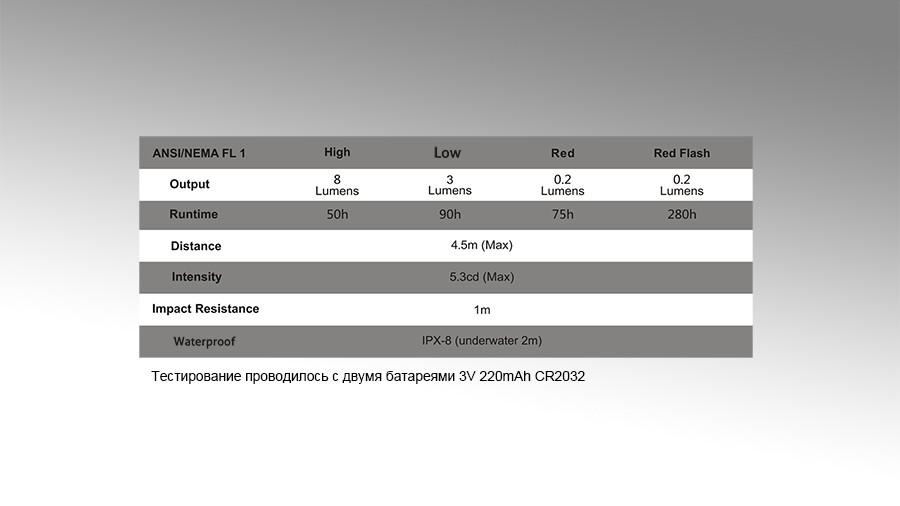 ANSI/NEMA FL 1 High Low Red Red Flash
Output 8 Lumens 3 Lumens 0.2 Lumens 0.2 Lumens
Runtime 50h 90h 75h 280h
Distance 4.5m (Max)
Intensity 5.3cd (Max)
Impact Resistance 1m
Waterproof IPX-8 (underwater 2m)
Тестирование проводилось с двумя батареями 3V 220mAh CR2032